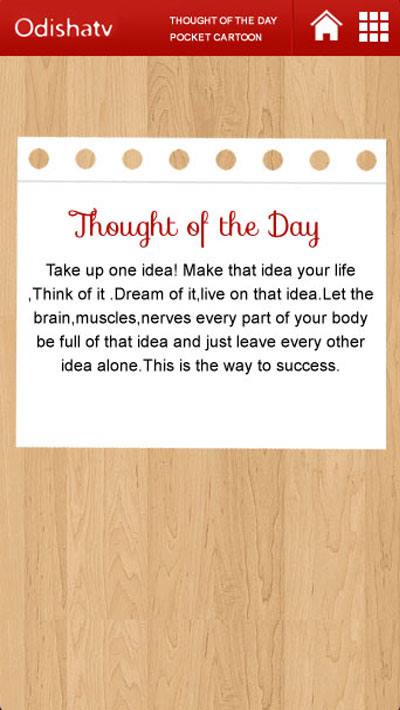 Odishatv
THOUGHT OF THE DAY
POCKET CARTOON
Thought of the Day
Take up one idea! Make that idea your life
,Think of it .Dream of it,live on that idea.Let the
brain,muscles,nerves every part of your body
be full of that idea and just leave every other
idea alone.This is the way to success.